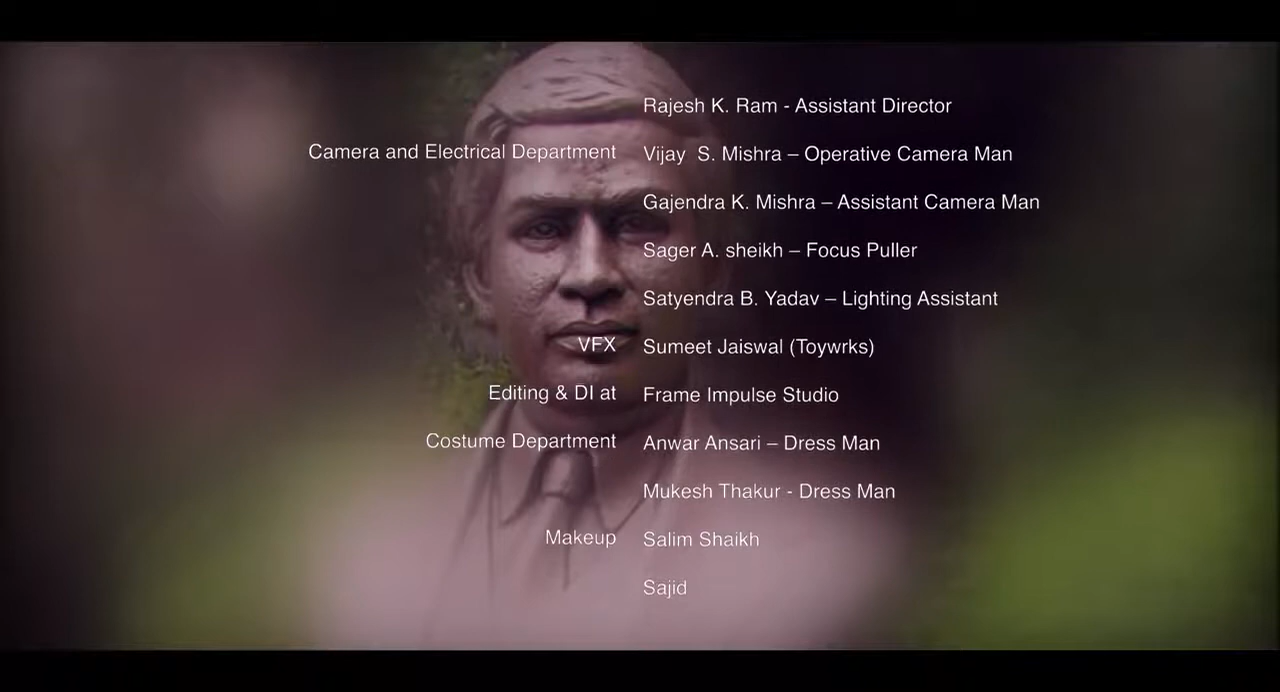 Rajesh K. Ram - Assistant Director
Camera and Electrical Department Vijay S. Mishra – Operative Camera Man
Gajendra K. Mishra – Assistant Camera Man
Sager A. sheikh – Focus Puller
Satyendra B. Yadav – Lighting Assistant
VFX Sumeet Jaiswal (Toywrks)
Editing & DI at Frame Impulse Studio
Costume Department Anwar Ansari – Dress Man
Mukesh Thakur - Dress Man
Makeup Salim Shaikh
Sajid